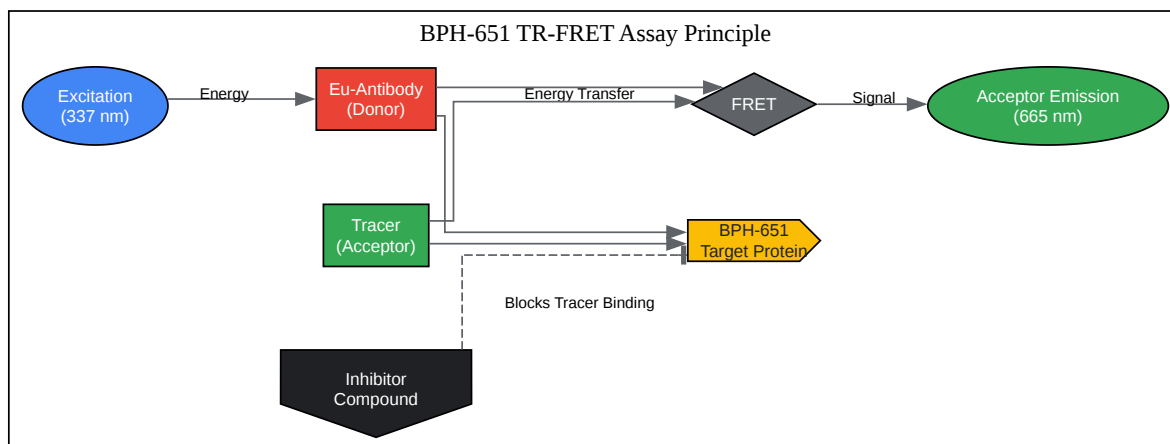 BPH-651 TR-FRET Assay Principle
Excitation
(337 nm)
Energy
Eu-Antibody
(Donor)
Energy Transfer
FRET
Signal
Acceptor Emission
(665 nm)
Tracer
(Acceptor)
BPH-651
Target Protein
Blocks Tracer Binding
Inhibitor
Compound